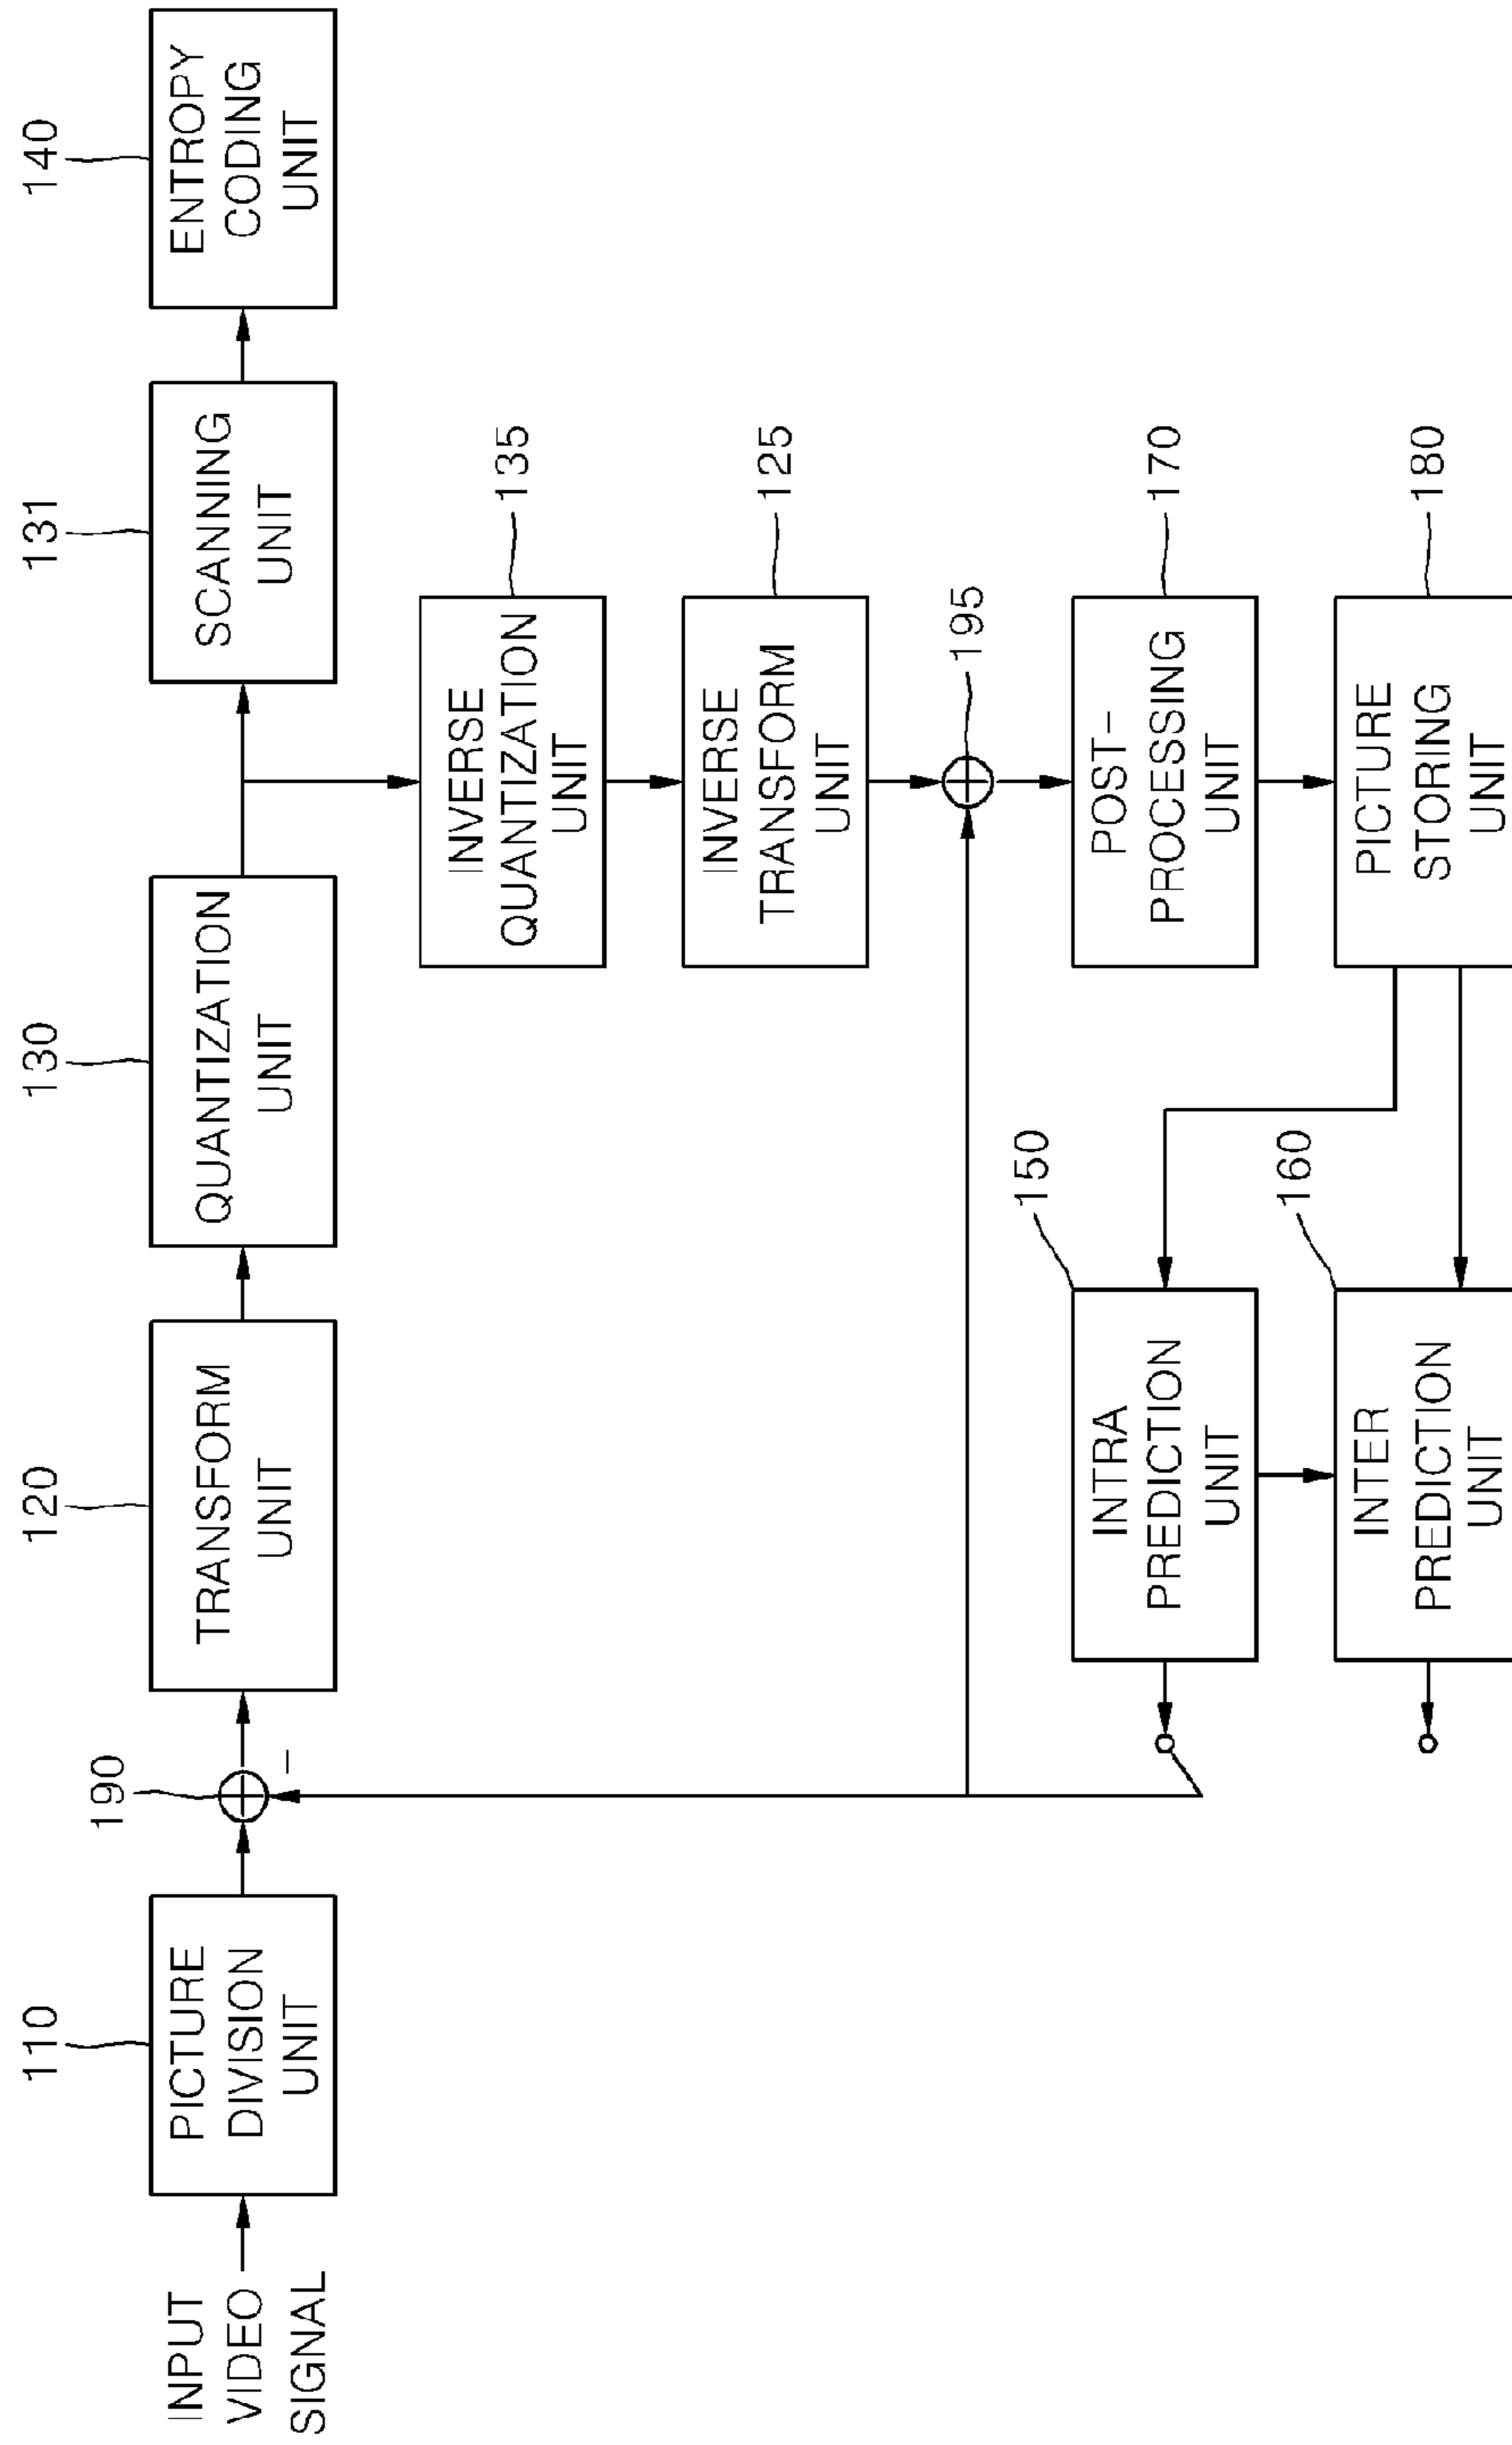 110
120
130
131
140
190
INPUT
VIDEO
SIGNAL
PICTURE
DIVISION
UNIT
–
TRANSFORM
UNIT
QUANTIZATION
UNIT
SCANNING
UNIT
ENTROPY
CODING
UNIT
INVERSE
QUANTIZATION
UNIT
135
INVERSE
TRANSFORM
UNIT
125
195
150
INTRA
PREDICTION
UNIT
POST-
PROCESSING
UNIT
170
160
INTER
PREDICTION
UNIT
PICTURE
STORING
UNIT
180